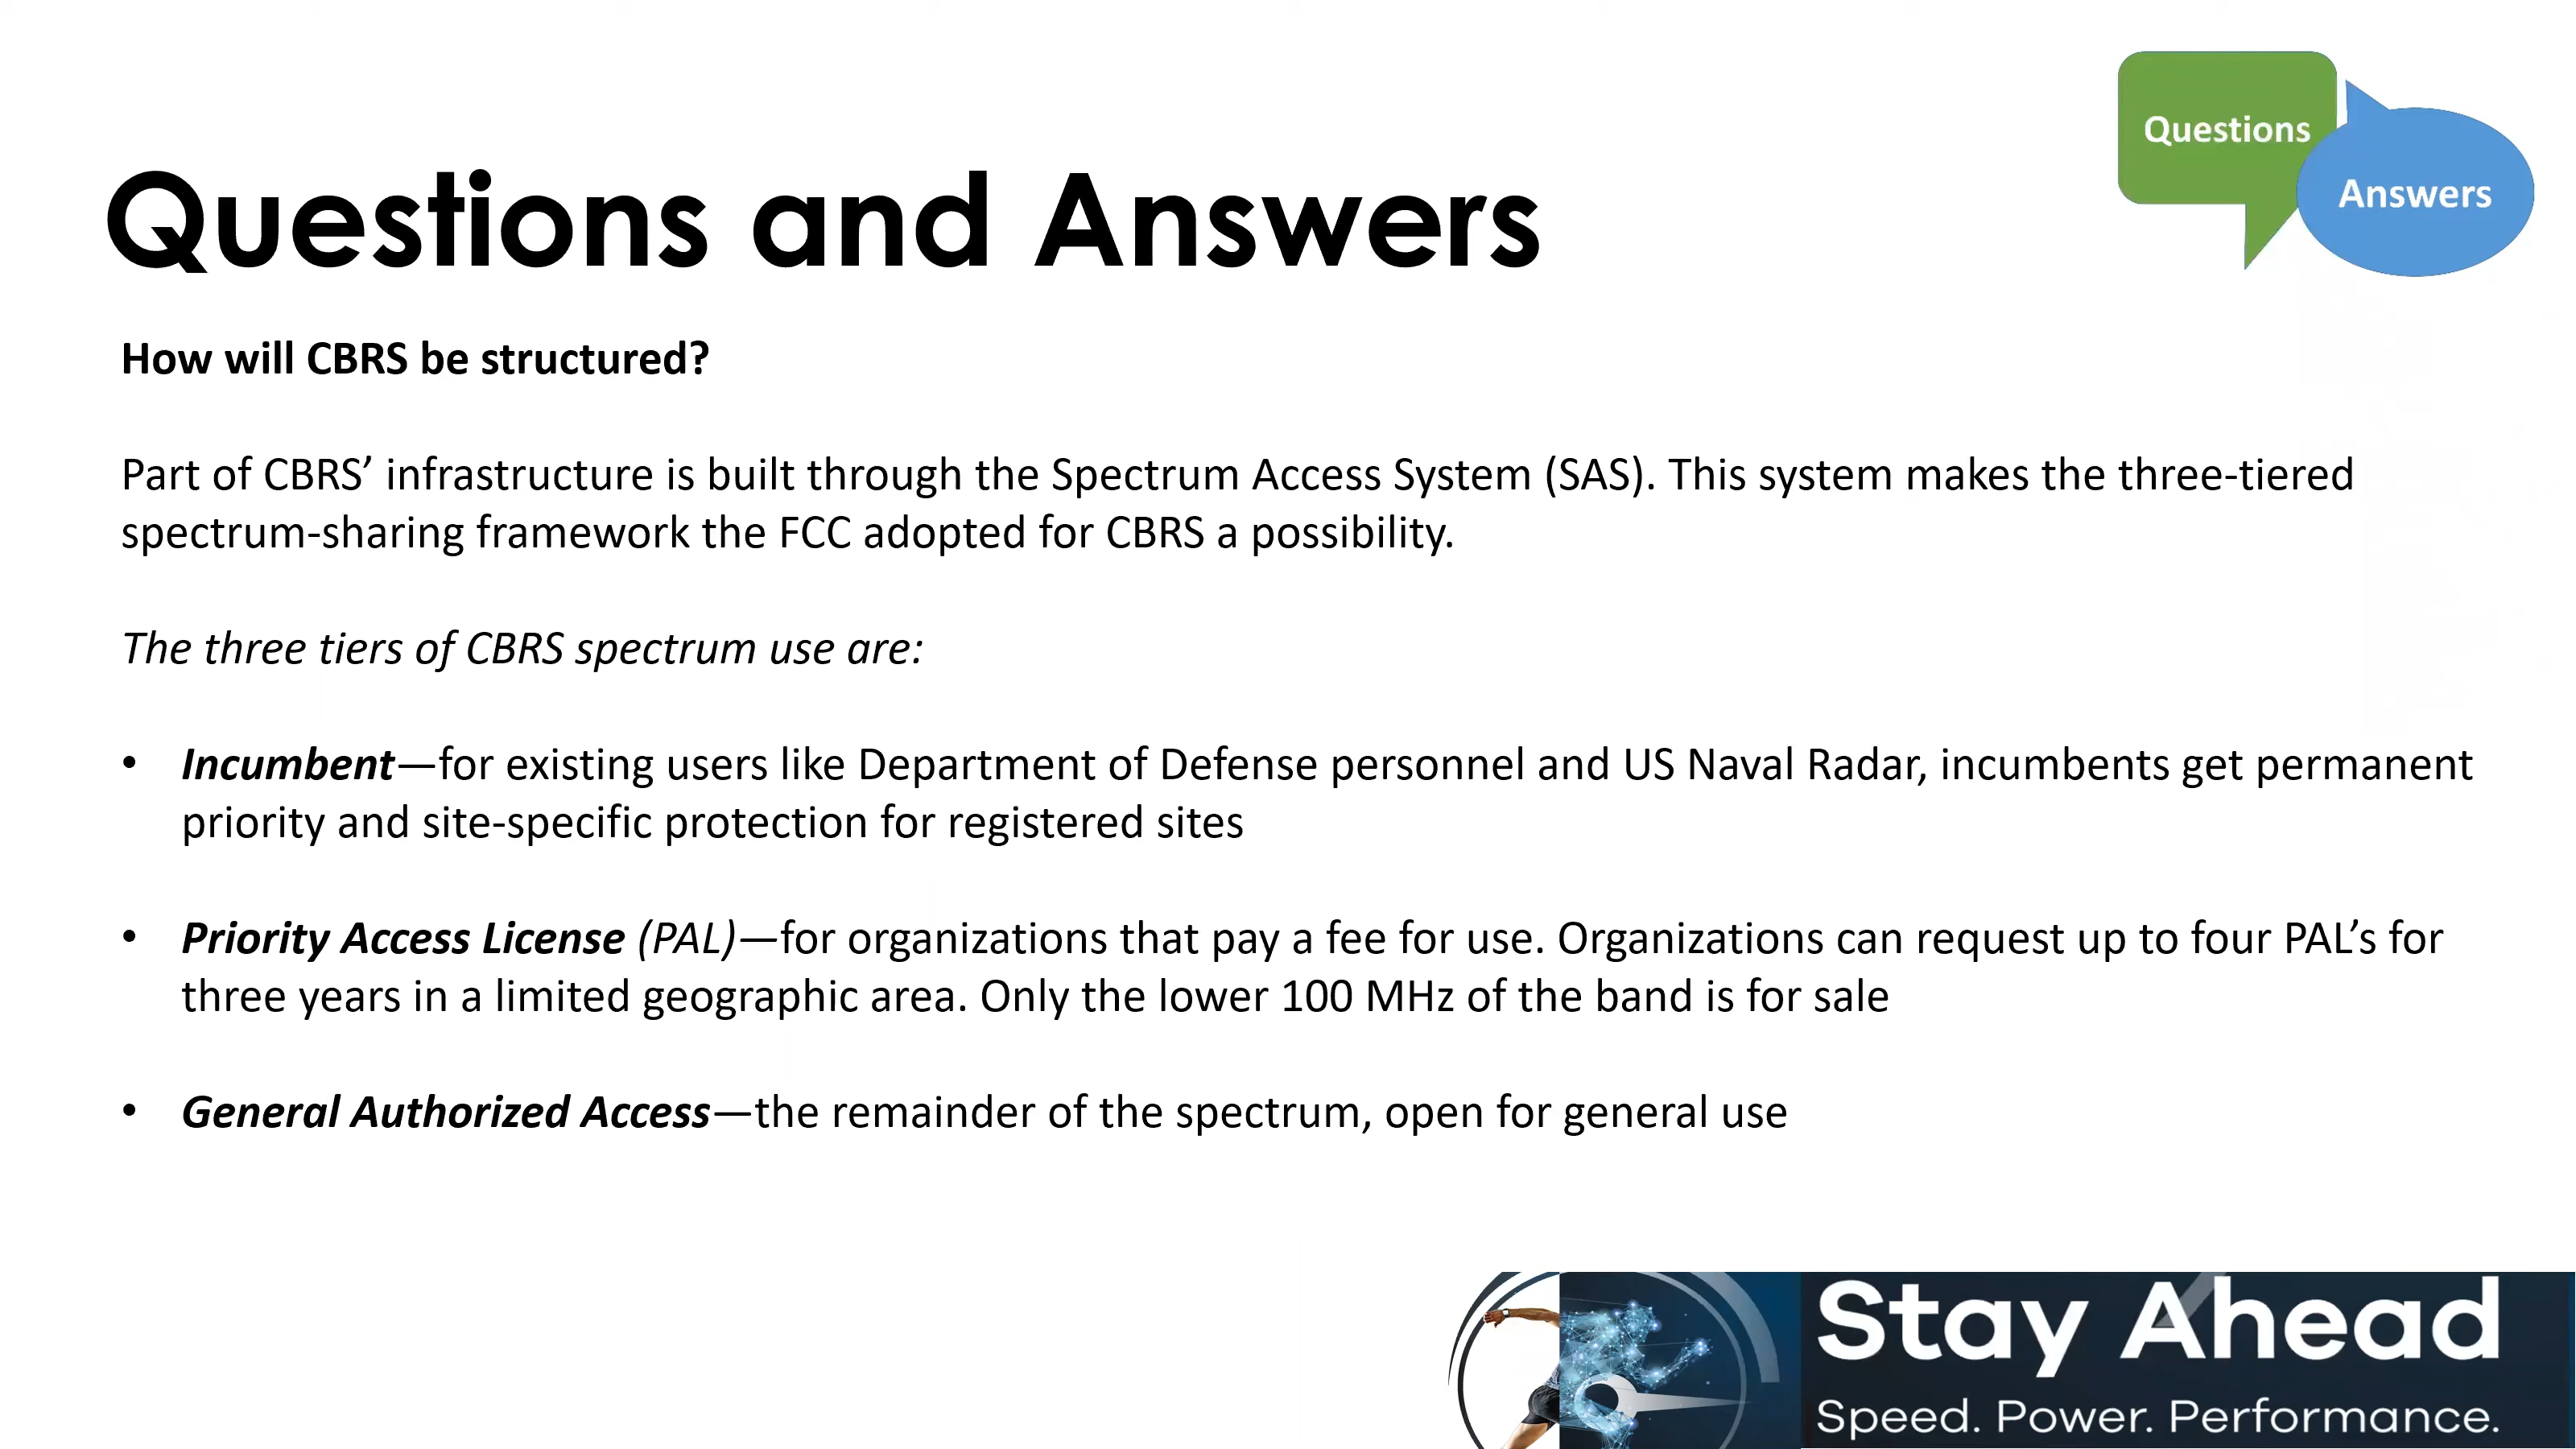 Questions
Answers
Questions and Answers
How will CBRS be structured?
Part of CBRS’ infrastructure is built through the Spectrum Access System (SAS). This system makes the three-tiered
spectrum-sharing framework the FCC adopted for CBRS a possibility.
The three tiers of CBRS spectrum use are:
• Incumbent—for existing users like Department of Defense personnel and US Naval Radar, incumbents get permanent
priority and site-specific protection for registered sites
• Priority Access License (PAL)—for organizations that pay a fee for use. Organizations can request up to four PAL’s for
three years in a limited geographic area. Only the lower 100 MHz of the band is for sale
• General Authorized Access—the remainder of the spectrum, open for general use
Stay Ahead
Speed. Power. Performance.